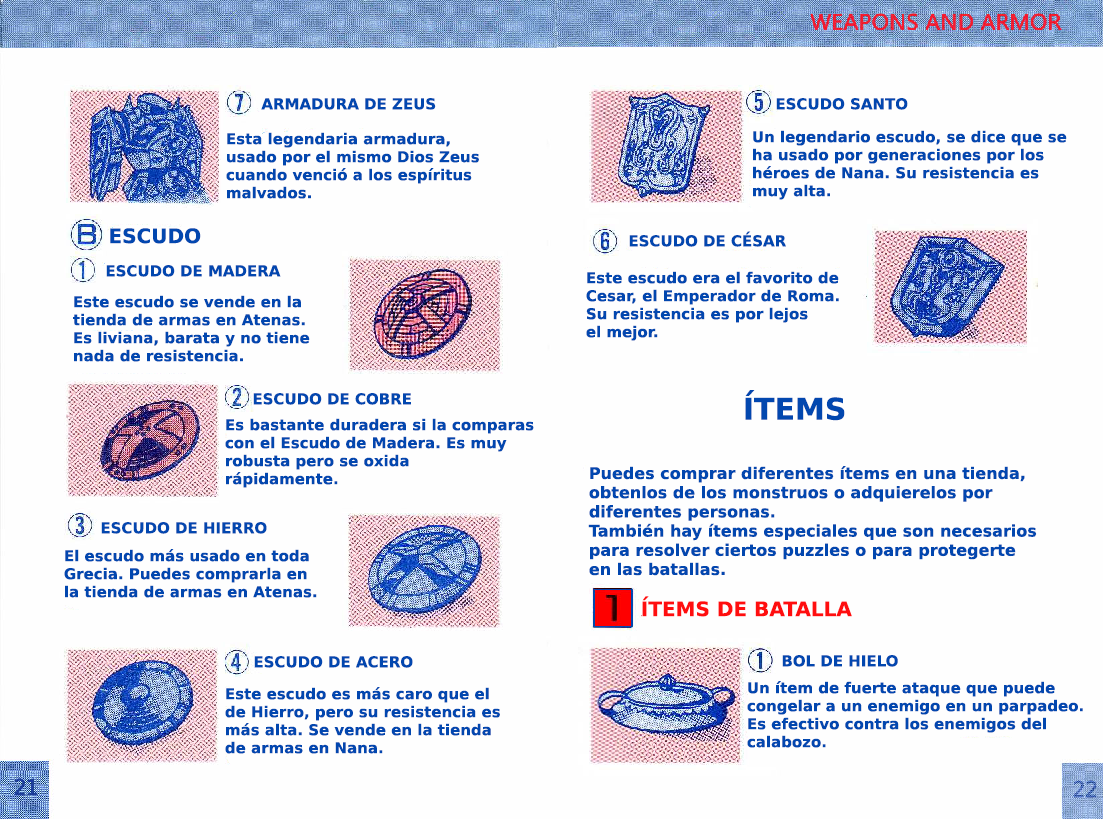 WEAPONS AND ARMOR
7 ARMADURA DE ZEUS
Esta legendaria armadura,
usado por el mismo Dios Zeus
cuando venció a los espíritus
malvados.
B ESCUDO
1 ESCUDO DE MADERA
Este escudo se vende en la
tienda de armas en Atenas.
Es liviana, barata y no tiene
nada de resistencia.
2 ESCUDO DE COBRE
Es bastante duradera si la comparas
con el Escudo de Madera. Es muy
robusta pero se oxida
rápidamente.
3 ESCUDO DE HIERRO
El escudo más usado en toda
Grecia. Puedes comprarla en
la tienda de armas en Atenas.
4 ESCUDO DE ACERO
Este escudo es más caro que el
de Hierro, pero su resistencia es
más alta. Se vende en la tienda
de armas en Nana.
21
5 ESCUDO SANTO
Un legendario escudo, se dice que se
ha usado por generaciones por los
héroes de Nana. Su resistencia es
muy alta.
6 ESCUDO DE CÉSAR
Este escudo era el favorito de
Cesar, el Emperador de Roma.
Su resistencia es por lejos
el mejor.
ÍTEMS
Puedes comprar diferentes ítems en una tienda,
obtenlos de los monstruos o adquierelos por
diferentes personas.
También hay ítems especiales que son necesarios
para resolver ciertos puzzles o para protegerte
en las batallas.
1 ÍTEMS DE BATALLA
1 BOL DE HIELO
Un ítem de fuerte ataque que puede
congelar a un enemigo en un parpadeo.
Es efectivo contra los enemigos del
calabozo.
22